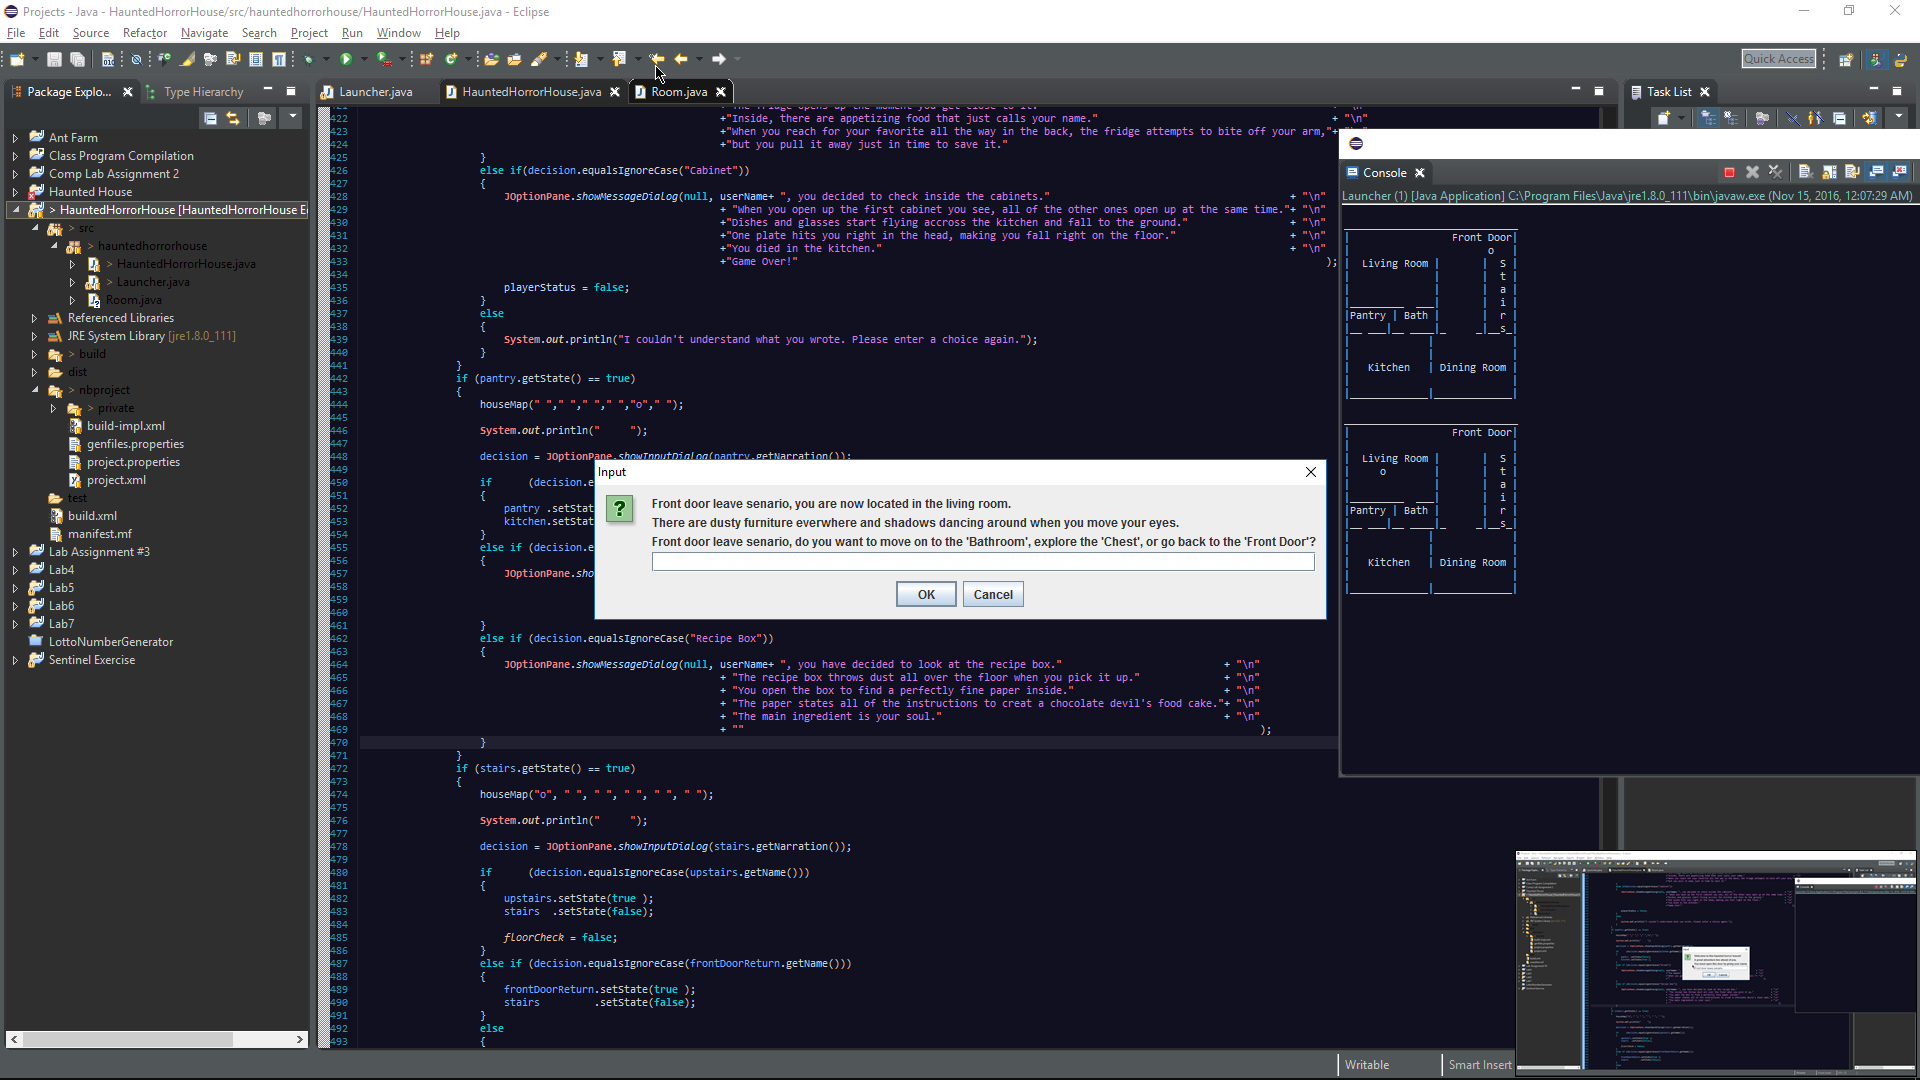 Projects - Java - HauntedHorrorHouse/src/hauntedhorrorhouse/HauntedHorrorHouse.java - Eclipse
File Edit Source Refactor Navigate Search Project Run Window Help
Quick Access
Package Explo... Type Hierarchy
Launcher.java HauntedHorrorHouse.java Room.java
Task List
Ant Farm
Class Program Compilation
Comp Lab Assignment 2
Haunted House
> HauntedHorrorHouse [HauntedHorrorHouse E
> src
> hauntedhorrorhouse
> HauntedHorrorHouse.java
> Launcher.java
Room.java
Referenced Libraries
JRE System Library [jre1.8.0_111]
> build
dist
> nbproject
> private
build-impl.xml
genfiles.properties
project.properties
project.xml
test
build.xml
manifest.mf
Lab Assignment #3
Lab4
Lab5
Lab6
Lab7
LottoNumberGenerator
Sentinel Exercise
421 +"The fridge opens up the moment you get close to it." + "\n"
422 +"Inside, there are appetizing food that just calls your name." + "\n"
423 +"When you reach for your favorite all the way in the back, the fridge attempts to bite off your arm,"+
424 +"but you pull it away just in time to save it."
425 }
426 else if(decision.equalsIgnoreCase("Cabinet"))
427 {
428 JOptionPane.showMessageDialog(null, userName+ ", you decided to check inside the cabinets." + "\n"
429 + "When you open up the first cabinet you see, all of the other ones open up at the same time."+ "\n"
430 +"Dishes and glasses start flying accross the kitchen and fall to the ground." + "\n"
431 +"One plate hits you right in the head, making you fall right on the floor." + "\n"
432 +"You died in the kitchen." + "\n"
433 +"Game Over!" );
434
435 playerStatus = false;
436 }
437 else
438 {
439 System.out.println("I couldn't understand what you wrote. Please enter a choice again.");
440 }
441 }
442 if (pantry.getState() == true)
443 {
444 houseMap(" "," "," "," ","o"," ");
445
446 System.out.println(" ");
447
448 decision = JOptionPane.showInputDialog(pantry.getNarration());
449
450 if (decision.e
451 {
452 pantry .setStat
453 kitchen.setStat
454 }
455 else if (decision.e
456 {
457 JOptionPane.sho
458
459
460
461 }
462 else if (decision.equalsIgnoreCase("Recipe Box"))
463 {
464 JOptionPane.showMessageDialog(null, userName+ ", you have decided to look at the recipe box." + "\n"
465 + "The recipe box throws dust all over the floor when you pick it up." + "\n"
466 + "You open the box to find a perfectly fine paper inside." + "\n"
467 + "The paper states all of the instructions to creat a chocolate devil's food cake."+ "\n"
468 + "The main ingredient is your soul." + "\n"
469 + "" );
470 }
471 }
472 if (stairs.getState() == true)
473 {
474 houseMap("o", " ", " ", " ", " ", " ");
475
476 System.out.println(" ");
477
478 decision = JOptionPane.showInputDialog(stairs.getNarration());
479
480 if (decision.equalsIgnoreCase(upstairs.getName()))
481 {
482 upstairs.setState(true );
483 stairs .setState(false);
484
485 floorCheck = false;
486 }
487 else if (decision.equalsIgnoreCase(frontDoorReturn.getName()))
488 {
489 frontDoorReturn.setState(true );
490 stairs .setState(false);
491 }
492 else
493 {
Input
Front door leave senario, you are now located in the living room.
There are dusty furniture everwhere and shadows dancing around when you move your eyes.
Front door leave senario, do you want to move on to the 'Bathroom', explore the 'Chest', or go back to the 'Front Door'?
OK Cancel
Console
Launcher (1) [Java Application] C:\Program Files\Java\jre1.8.0_111\bin\javaw.exe (Nov 15, 2016, 12:07:29 AM)
Front Door|
o
| Living Room | | S |
t
a
i
|Pantry | Bath | | r |
|__ ___|__ ____|_ _|__s_|
Kitchen | Dining Room |
Front Door|
| Living Room | | S |
o t
a
i
|Pantry | Bath | | r |
|__ ___|__ ____|_ _|__s_|
Kitchen | Dining Room |
Writable Smart Insert